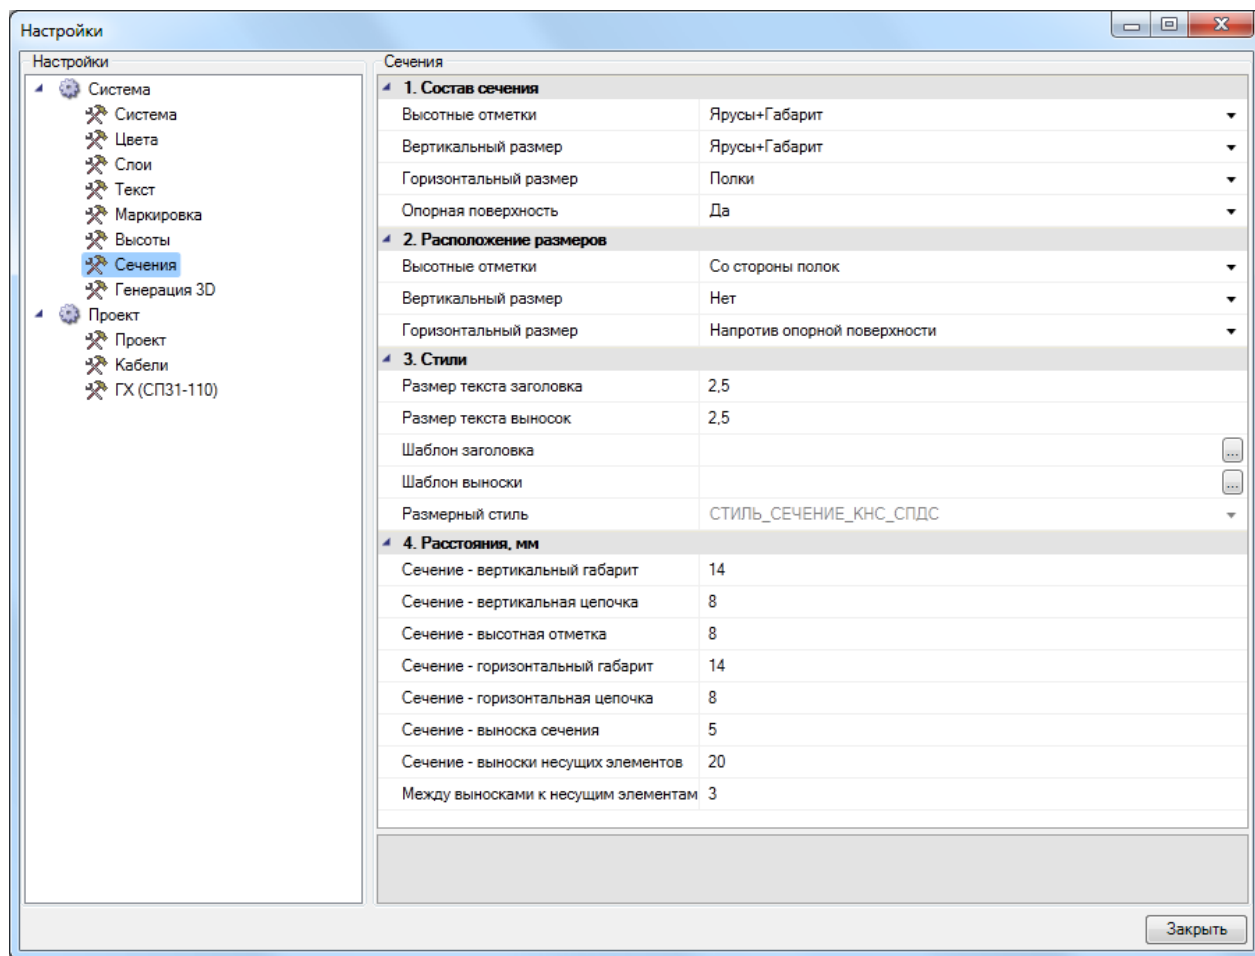 Настройки
Настройки
Система
Система
Цвета
Слои
Текст
Маркировка
Высоты
Сечения
Генерация 3D
Проект
Проект
Кабели
ГХ (СП31-110)
Сечения
1. Состав сечения
Высотные отметки Ярусы+Габарит
Вертикальный размер Ярусы+Габарит
Горизонтальный размер Полки
Опорная поверхность Да
2. Расположение размеров
Высотные отметки Со стороны полок
Вертикальный размер Нет
Горизонтальный размер Напротив опорной поверхности
3. Стили
Размер текста заголовка 2,5
Размер текста выносок 2,5
Шаблон заголовка ...
Шаблон выноски ...
Размерный стиль СТИЛЬ_СЕЧЕНИЕ_КНС_СПДС
4. Расстояния, мм
Сечение - вертикальный габарит 14
Сечение - вертикальная цепочка 8
Сечение - высотная отметка 8
Сечение - горизонтальный габарит 14
Сечение - горизонтальная цепочка 8
Сечение - выноска сечения 5
Сечение - выноски несущих элементов 20
Между выносками к несущим элементам 3
Закрыть